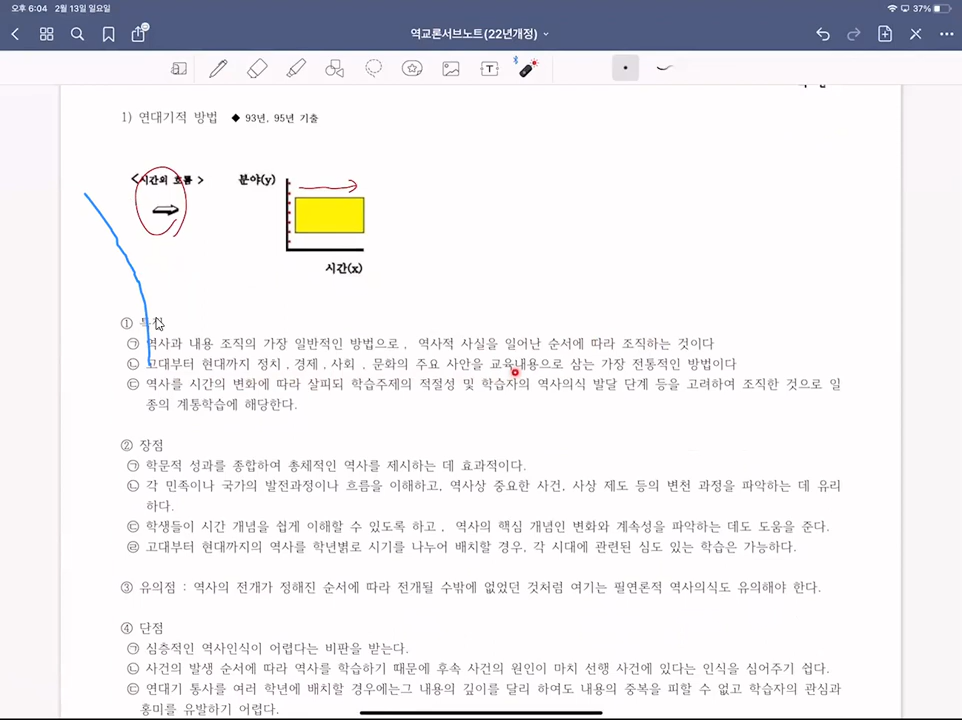 오후 6:04 2월 13일 일요일
37%
역교론서브노트(22년개정)
1) 연대기적 방법 ◆ 93년, 95년 기출
<시간의 흐름 >
분야(y)
시간(x)
①
㉠ 역사과 내용 조직의 가장 일반적인 방법으로, 역사적 사실을 일어난 순서에 따라 조직하는 것이다
㉡ 고대부터 현대까지 정치 , 경제 , 사회 , 문화의 주요 사안을 교육내용으로 삼는 가장 전통적인 방법이다
㉢ 역사를 시간의 변화에 따라 살피되 학습주제의 적절성 및 학습자의 역사의식 발달 단계 등을 고려하여 조직한 것으로 일
종의 계통학습에 해당한다.
② 장점
㉠ 학문적 성과를 종합하여 총체적인 역사를 제시하는 데 효과적이다.
㉡ 각 민족이나 국가의 발전과정이나 흐름을 이해하고, 역사상 중요한 사건, 사상 제도 등의 변천 과정을 파악하는 데 유리
하다.
㉢ 학생들이 시간 개념을 쉽게 이해할 수 있도록 하고 , 역사의 핵심 개념인 변화와 계속성을 파악하는 데도 도움을 준다.
㉣ 고대부터 현대까지의 역사를 학년볅로 시기를 나누어 배치할 경우, 각 시대에 관련된 심도 있는 학습은 가능하다.
③ 유의점 : 역사의 전개가 정해진 순서에 따라 전개될 수밖에 없었던 것처럼 여기는 필연론적 역사의식도 유의해야 한다.
④ 단점
㉠ 심층적인 역사인식이 어렵다는 비판을 받는다.
㉡ 사건의 발생 순서에 따라 역사를 학습하기 때문에 후속 사건의 원인이 마치 선행 사건에 있다는 인식을 심어주기 쉽다.
㉢ 연대기 통사를 여러 학년에 배치할 경우에는그 내용의 깊이를 달리 하여도 내용의 중복을 피할 수 없고 학습자의 관심과
흥미를 유발하기 어렵다.